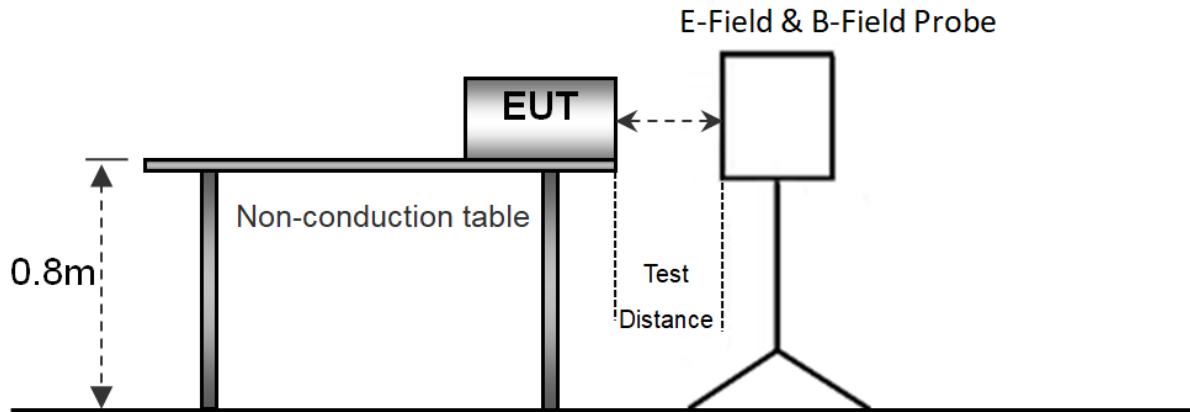 E-Field & B-Field Probe
EUT
Non-conduction table
0.8m
Test
Distance